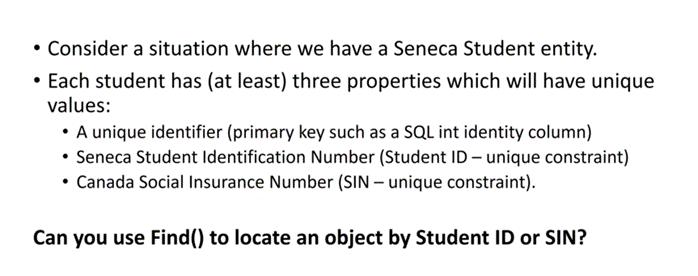 • Consider a situation where we have a Seneca Student entity.
• Each student has (at least) three properties which will have unique
values:
• A unique identifier (primary key such as a SQL int identity column)
• Seneca Student Identification Number (Student ID – unique constraint)
• Canada Social Insurance Number (SIN – unique constraint).
Can you use Find() to locate an object by Student ID or SIN?